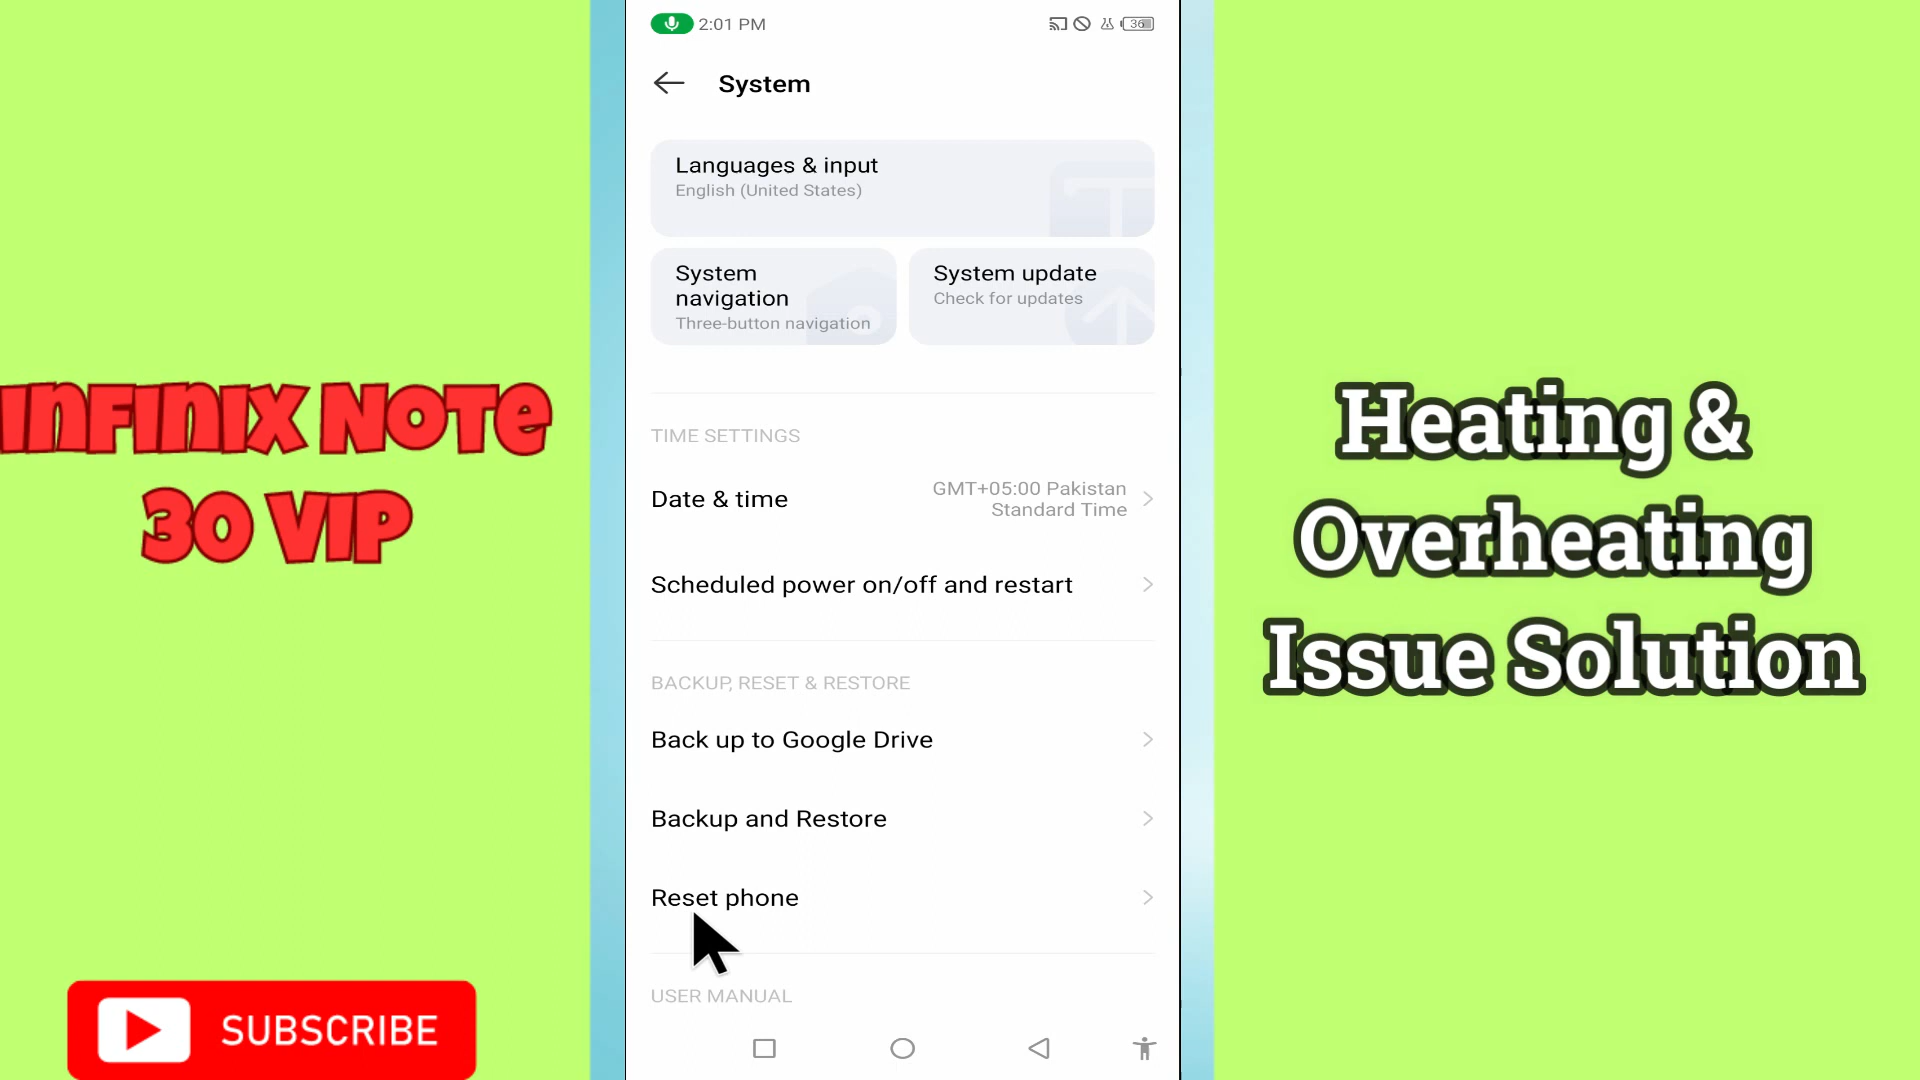 2:01 PM
36
System
Languages & input
English (United States)
System
navigation
Three-button navigation
System update
Check for updates
TIME SETTINGS
Date & time
GMT+05:00 Pakistan
Standard Time
Scheduled power on/off and restart
BACKUP, RESET & RESTORE
Back up to Google Drive
Backup and Restore
Reset phone
USER MANUAL
INFINIX NOTE
30 VIP
SUBSCRIBE
Heating &
Overheating
Issue Solution